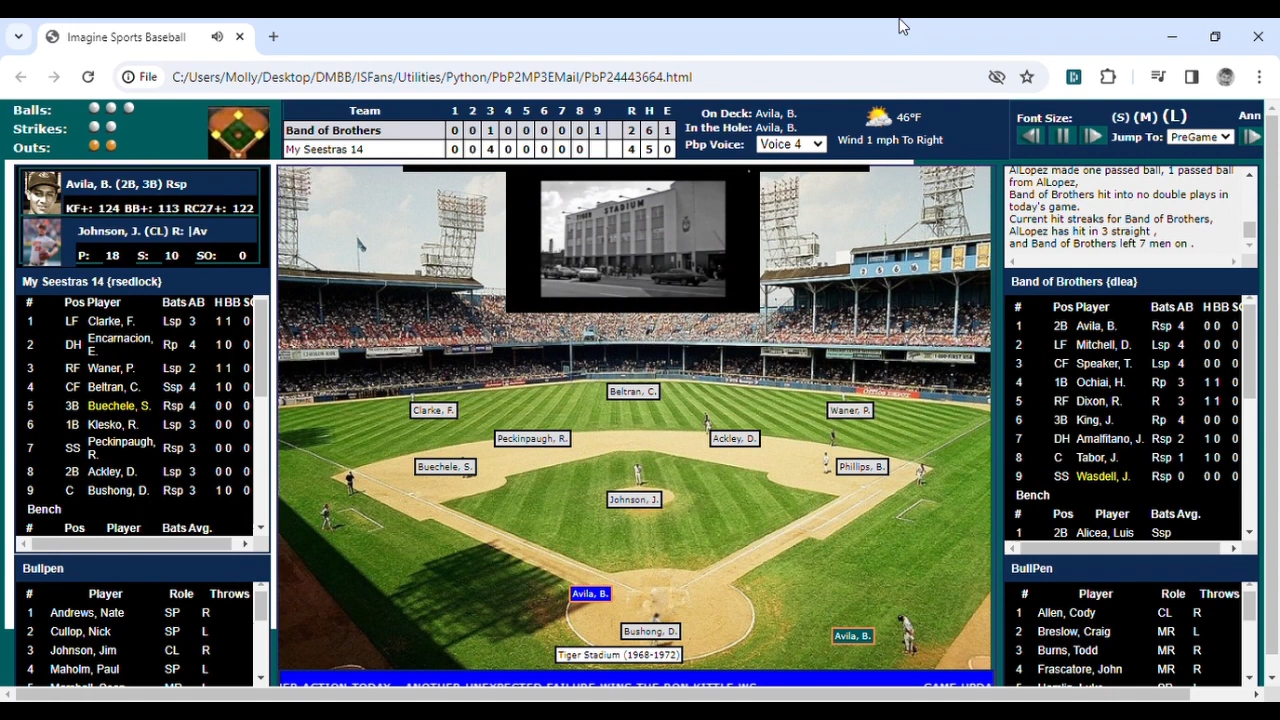 Imagine Sports Baseball
File
C:/Users/Molly/Desktop/DMBB/ISFans/Utilities/Python/PbP2MP3EMail/PbP24443664.html
Balls:
Strikes:
Outs:
Team 1 2 3 4 5 6 7 8 9 R H E
Band of Brothers 0 0 1 0 0 0 0 0 1 2 6 1
My Seestras 14 0 0 4 0 0 0 0 0 4 5 0
On Deck: Avila, B.
In the Hole: Avila, B.
Pbp Voice: Voice 4
46°F
Wind 1 mph To Right
Font Size: (S) (M) (L) Ann
Jump To: PreGame
Avila, B. (2B, 3B) Rsp
KF+: 124 BB+: 113 RC27+: 122
Johnson, J. (CL) R: |Av
P: 18 S: 10 SO: 0
My Seestras 14 {rsedlock}
# Pos Player Bats AB H BB S
1 LF Clarke, F. Lsp 3 1 1 0
2 DH Encarnacion, E. Rp 4 1 0 0
3 RF Waner, P. Lsp 2 1 1 0
4 CF Beltran, C. Ssp 4 1 0 0
5 3B Buechele, S. Rsp 4 0 0 0
6 1B Klesko, R. Lsp 3 0 0 0
7 SS Peckinpaugh, R. Rsp 3 0 0 0
8 2B Ackley, D. Lsp 3 0 0 0
9 C Bushong, D. Rsp 3 1 0 0
Bench
# Pos Player Bats Avg.
Bullpen
# Player Role Throws
1 Andrews, Nate SP R
2 Cullop, Nick SP L
3 Johnson, Jim CL R
4 Maholm, Paul SP L
TIGER STADIUM
Beltran, C.
Clarke, F.
Waner, P.
Peckinpaugh, R.
Ackley, D.
Buechele, S.
Phillips, B.
Johnson, J.
Avila, B.
Bushong, D.
Avila, B.
Tiger Stadium (1968-1972)
ANOTHER UNEXPECTED FAILURE WINS THE RON KITTLE WS GAME UPDA
AlLopez made one passed ball, 1 passed ball
from AlLopez,
Band of Brothers hit into no double plays in
today's game.
Current hit streaks for Band of Brothers,
AlLopez has hit in 3 straight ,
and Band of Brothers left 7 men on .
Band of Brothers {dlea}
# Pos Player Bats AB H BB S
1 2B Avila, B. Rsp 4 0 0 0
2 LF Mitchell, D. Lsp 4 0 0 0
3 CF Speaker, T. Lsp 4 0 0 0
4 1B Ochiai, H. Rp 3 1 1 0
5 RF Dixon, R. R 3 1 1 0
6 3B King, J. Rp 4 0 0 0
7 DH Amalfitano, J. Rsp 2 1 0 0
8 C Tabor, J. Rsp 1 1 0 0
9 SS Wasdell, J. Rsp 0 0 0 0
Bench
# Pos Player Bats Avg.
1 2B Alicea, Luis Ssp
BullPen
# Player Role Throws
1 Allen, Cody CL R
2 Breslow, Craig MR L
3 Burns, Todd MR R
4 Frascatore, John MR R